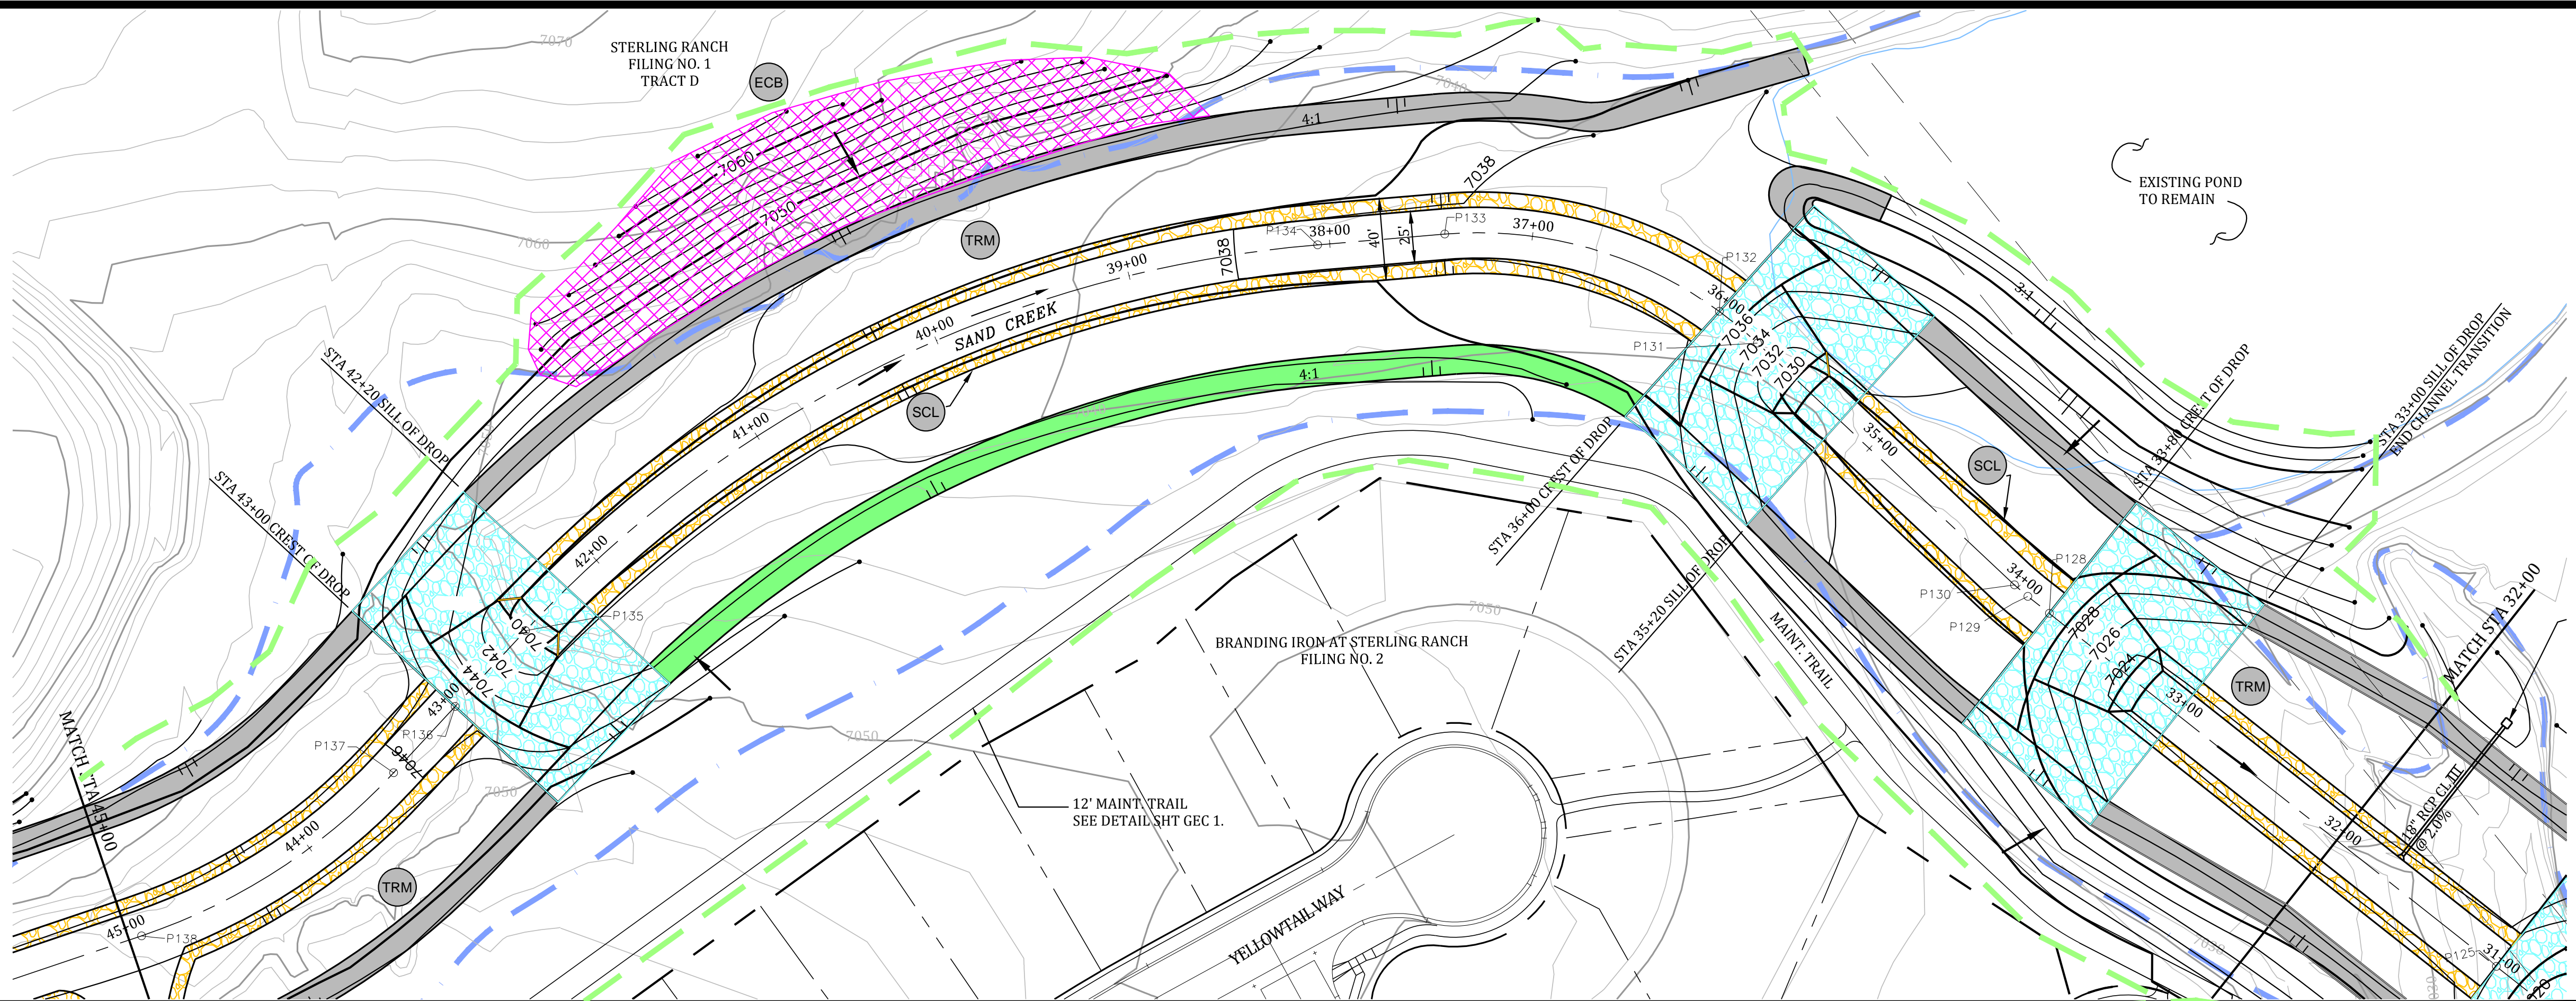 7070
STERLING RANCH
FILING NO. 1
TRACT D
ECB
7040
4:1
7060
7050
7060
TRM
7038
EXISTING POND
TO REMAIN
P133
P134
38+00
37+00
40'
25'
7038
39+00
P132
36+00
3:1
40+00
SAND CREEK
7036
7034
7032
7030
P131
STA 42+20 SILL OF DROP
SCL
4:1
41+00
35+00
SCL
STA 33+80 CREST OF DROP
STA 33+00 SILL OF DROP
END CHANNEL TRANSITION
STA 43+00 CREST OF DROP
STA 36+00 CREST OF DROP
42+00
STA 35+20 SILL OF DROP
P128
34+00
P130
P129
7050
P135
7040
7042
7044
BRANDING IRON AT STERLING RANCH
FILING NO. 2
MAINT. TRAIL
7028
7026
7024
MATCH STA 32+00
TRM
43+00
P136
P137
7046
7050
7050
33+00
MATCH STA 45+00
12' MAINT. TRAIL
SEE DETAIL SHT GEC 1.
44+00
18" RCP CL III
@ 2.0%
32+00
TRM
45+00
P138
YELLOWTAIL WAY
7030
P125
31+00